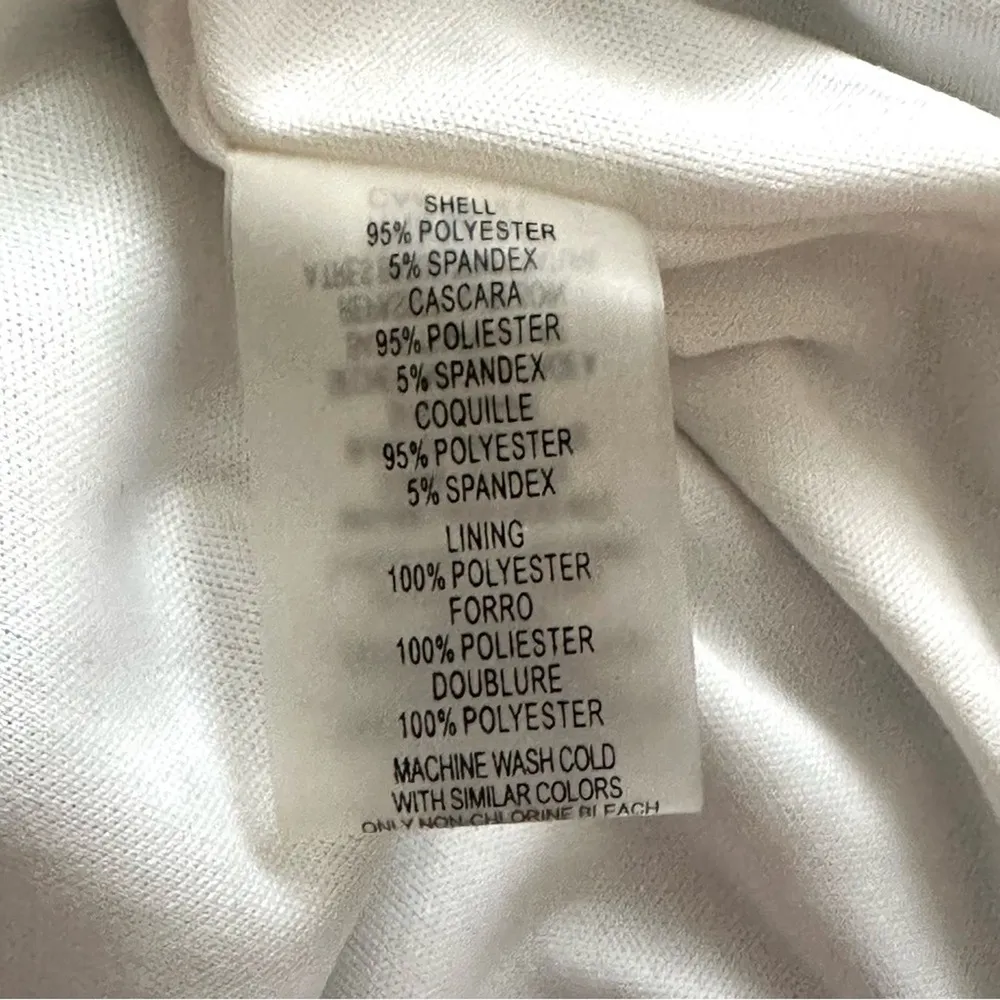 SHELL
95% POLYESTER
5% SPANDEX
CASCARA
95% POLIESTER
5% SPANDEX
COQUILLE
95% POLYESTER
5% SPANDEX
LINING
100% POLYESTER
FORRO
100% POLIESTER
DOUBLURE
100% POLYESTER
MACHINE WASH COLD
WITH SIMILAR COLORS
ONLY NON-CHLORINE BLEACH